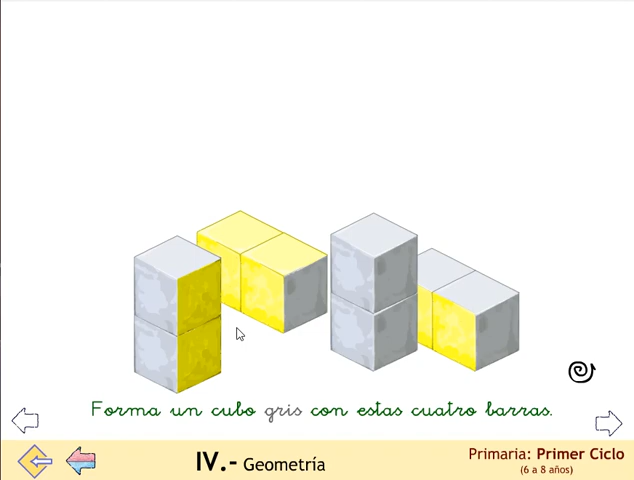 Forma un cubo gris con estas cuatro barras.
IV.- Geometría
Primaria: Primer Ciclo
(6 a 8 años)